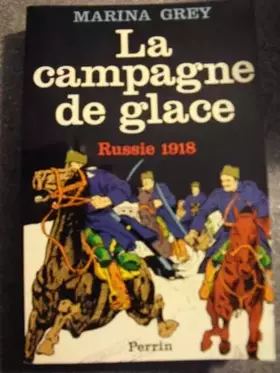 MARINA GREY
La
campagne
de glace
Russie 1918
Perrin